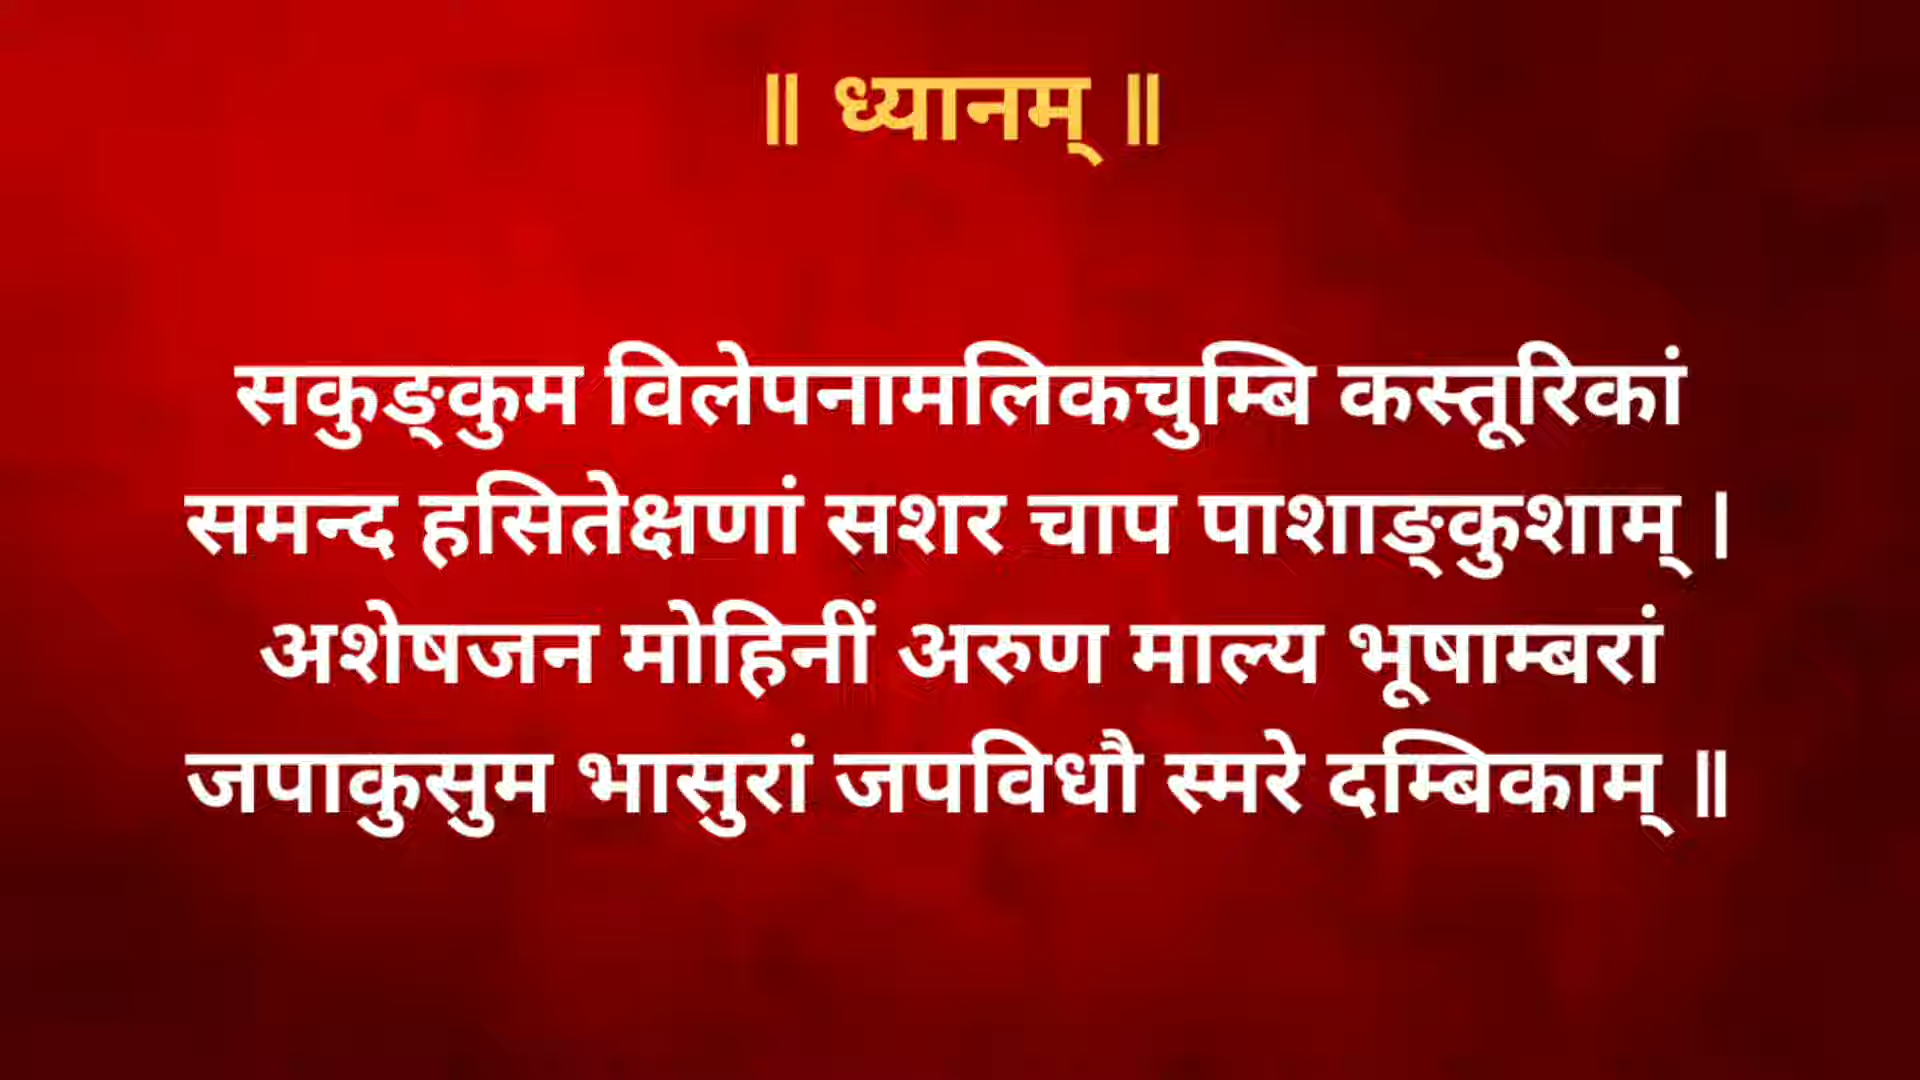 ॥ ध्यानम् ॥
सकुङ्कुम विलेपनामलिकचुम्बि कस्तूरिकां
समन्द हसितेक्षणां सशर चाप पाशाङ्कुशाम् ।
अशेषजन मोहिनीं अरुण माल्य भूषाम्बरां
जपाकुसुम भासुरां जपविधौ स्मरे दम्बिकाम् ॥